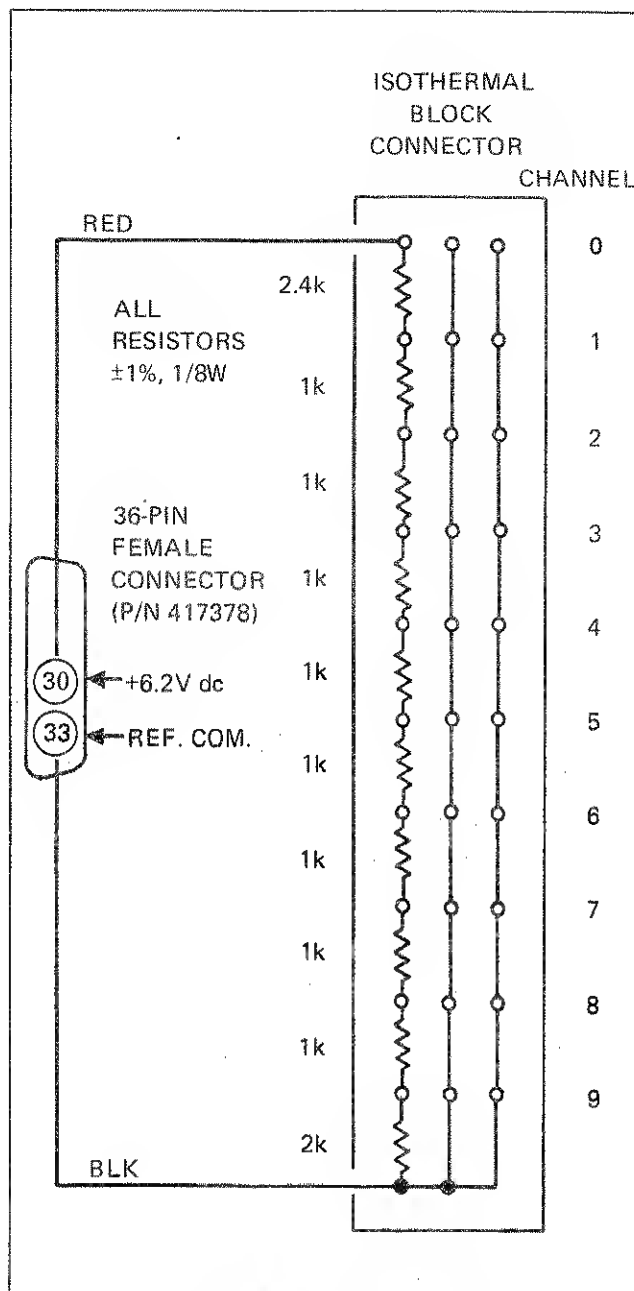 ISOTHERMAL
BLOCK
CONNECTOR
CHANNEL
RED
0
2.4k
ALL
RESISTORS
±1%, 1/8W
1
1k
2
1k
3
36-PIN
FEMALE
CONNECTOR
(P/N 417378)
1k
4
1k
30
+6.2V dc
5
33
REF. COM.
1k
6
1k
7
1k
8
1k
9
2k
BLK